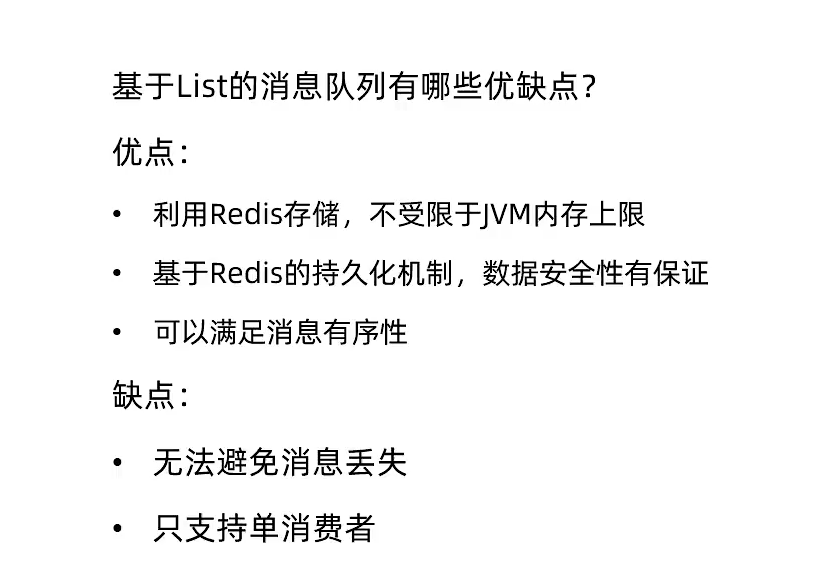 基于List的消息队列有哪些优缺点？
优点：
• 利用Redis存储，不受限于JVM内存上限
• 基于Redis的持久化机制，数据安全性有保证
• 可以满足消息有序性
缺点：
• 无法避免消息丢失
• 只支持单消费者